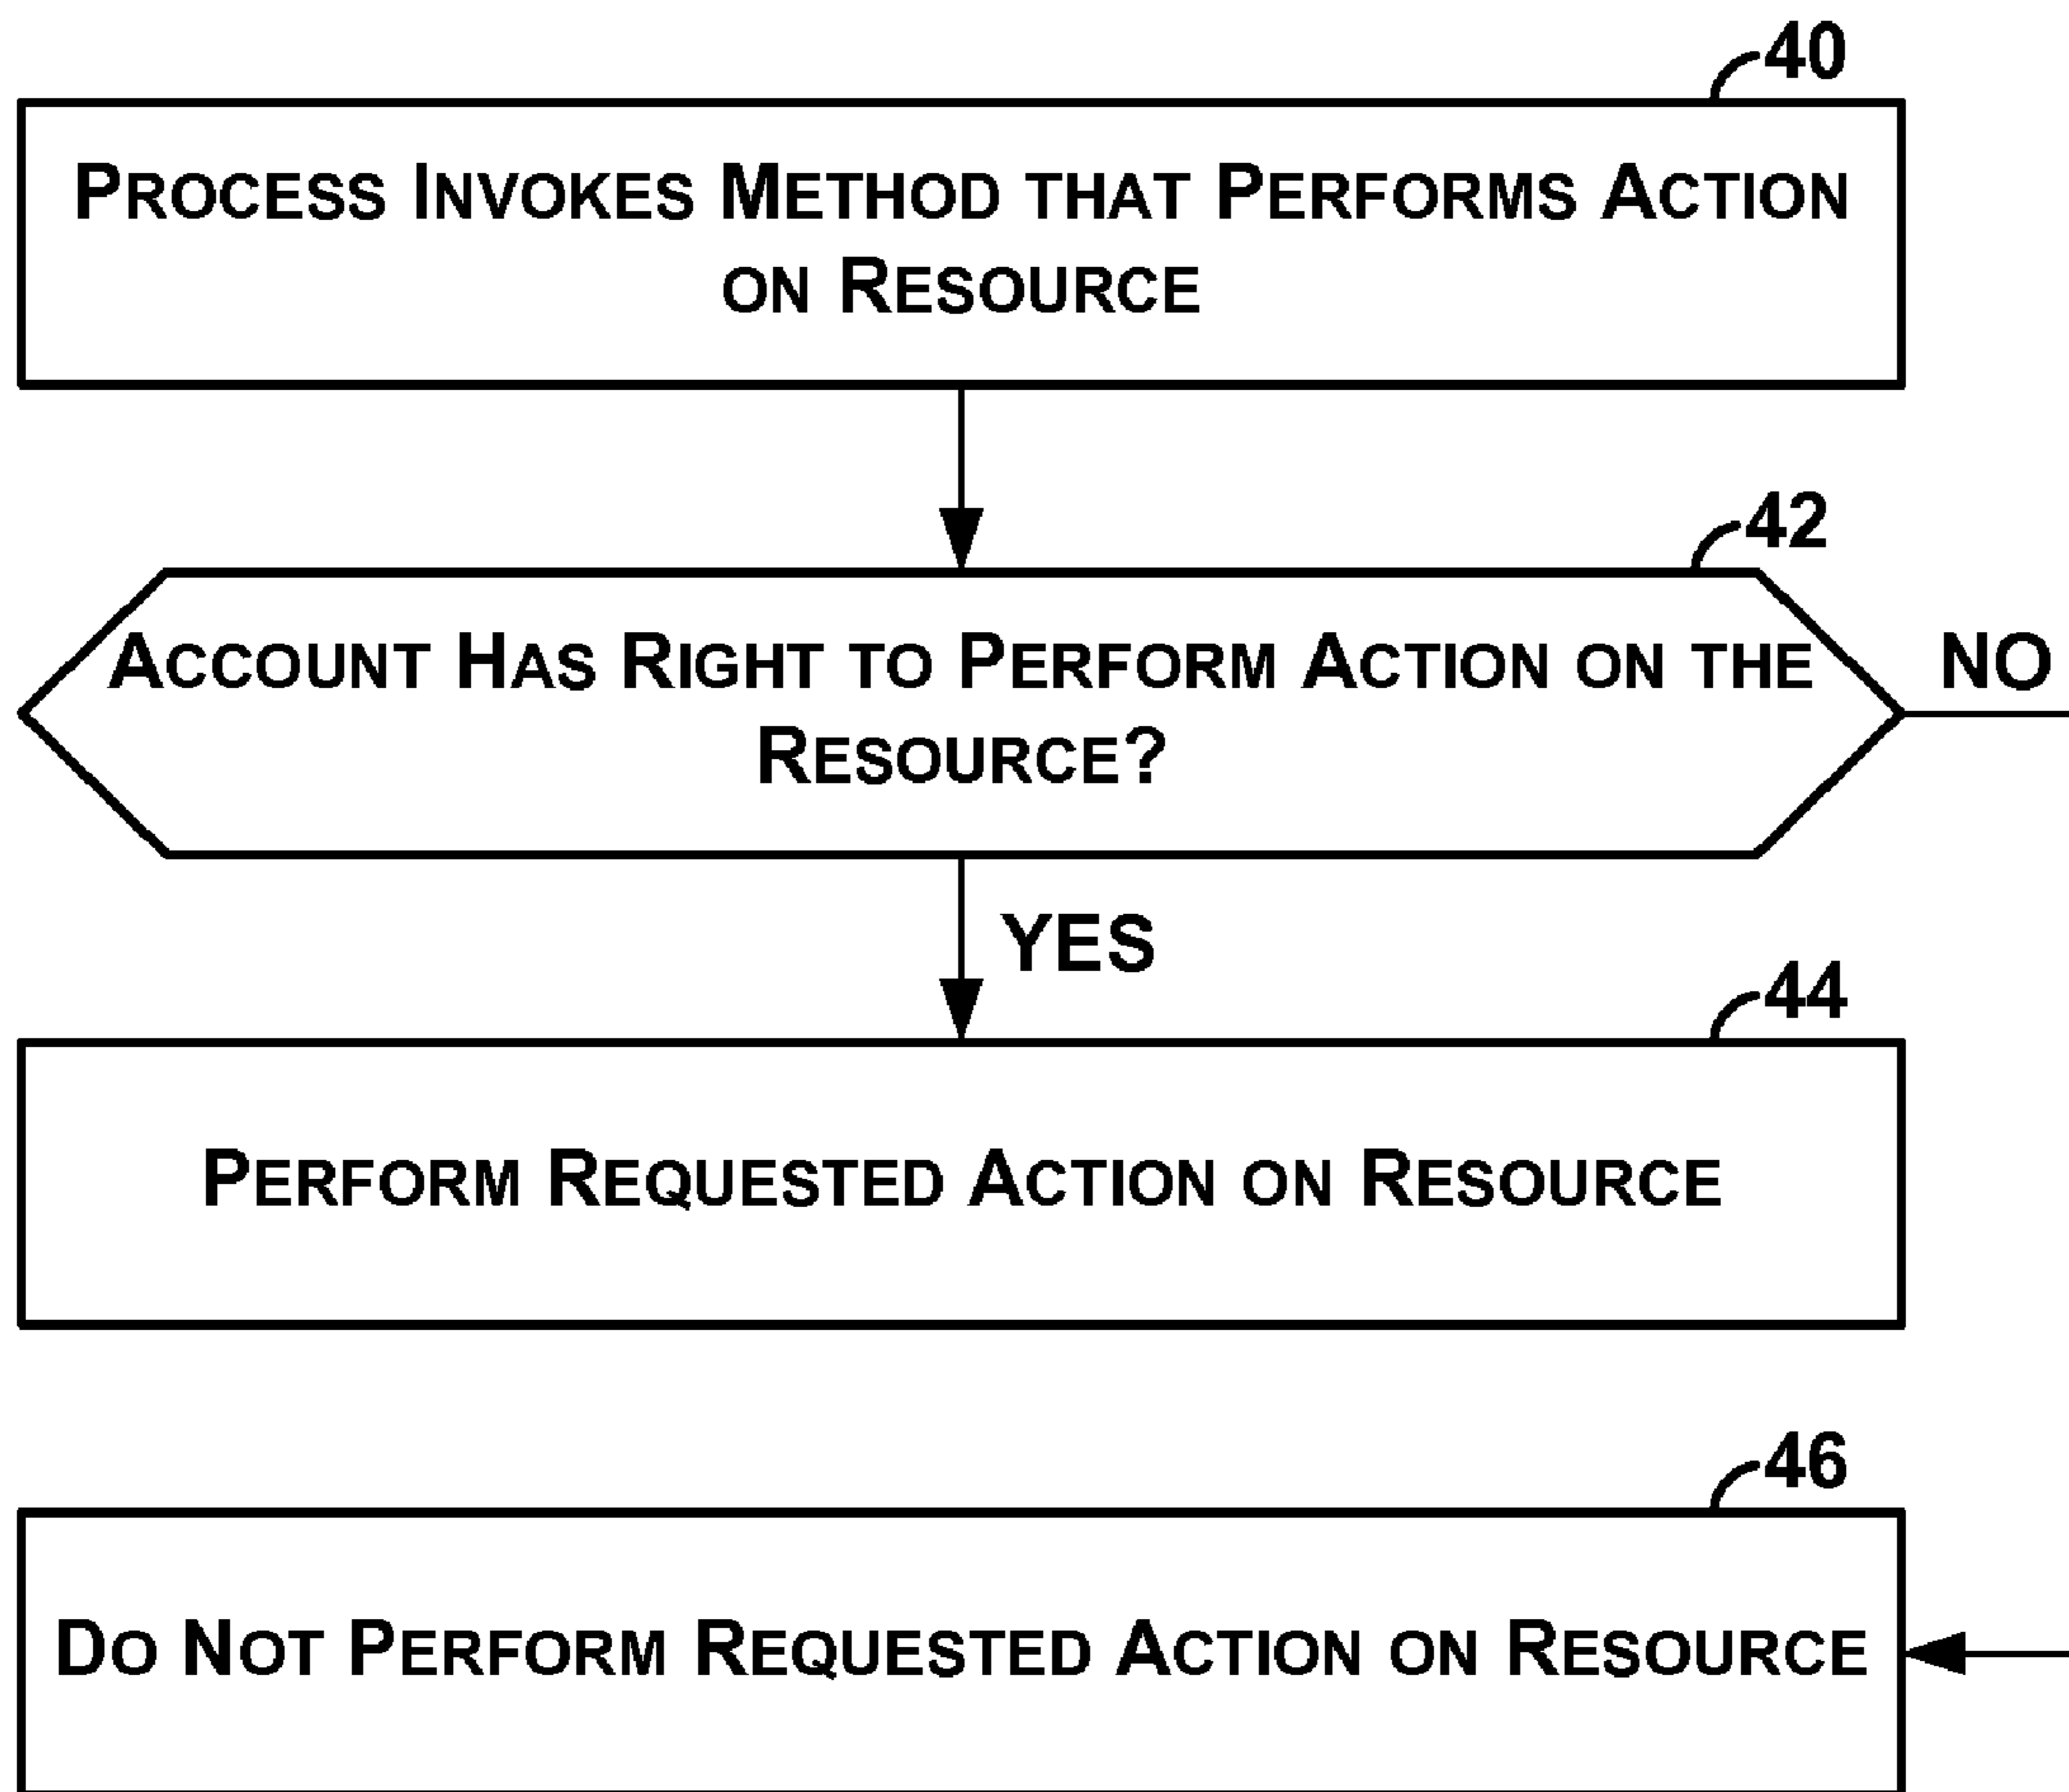 40
PROCESS INVOKES METHOD THAT PERFORMS ACTION
ON RESOURCE
42
ACCOUNT HAS RIGHT TO PERFORM ACTION ON THE
RESOURCE?
NO
YES
44
PERFORM REQUESTED ACTION ON RESOURCE
46
DO NOT PERFORM REQUESTED ACTION ON RESOURCE